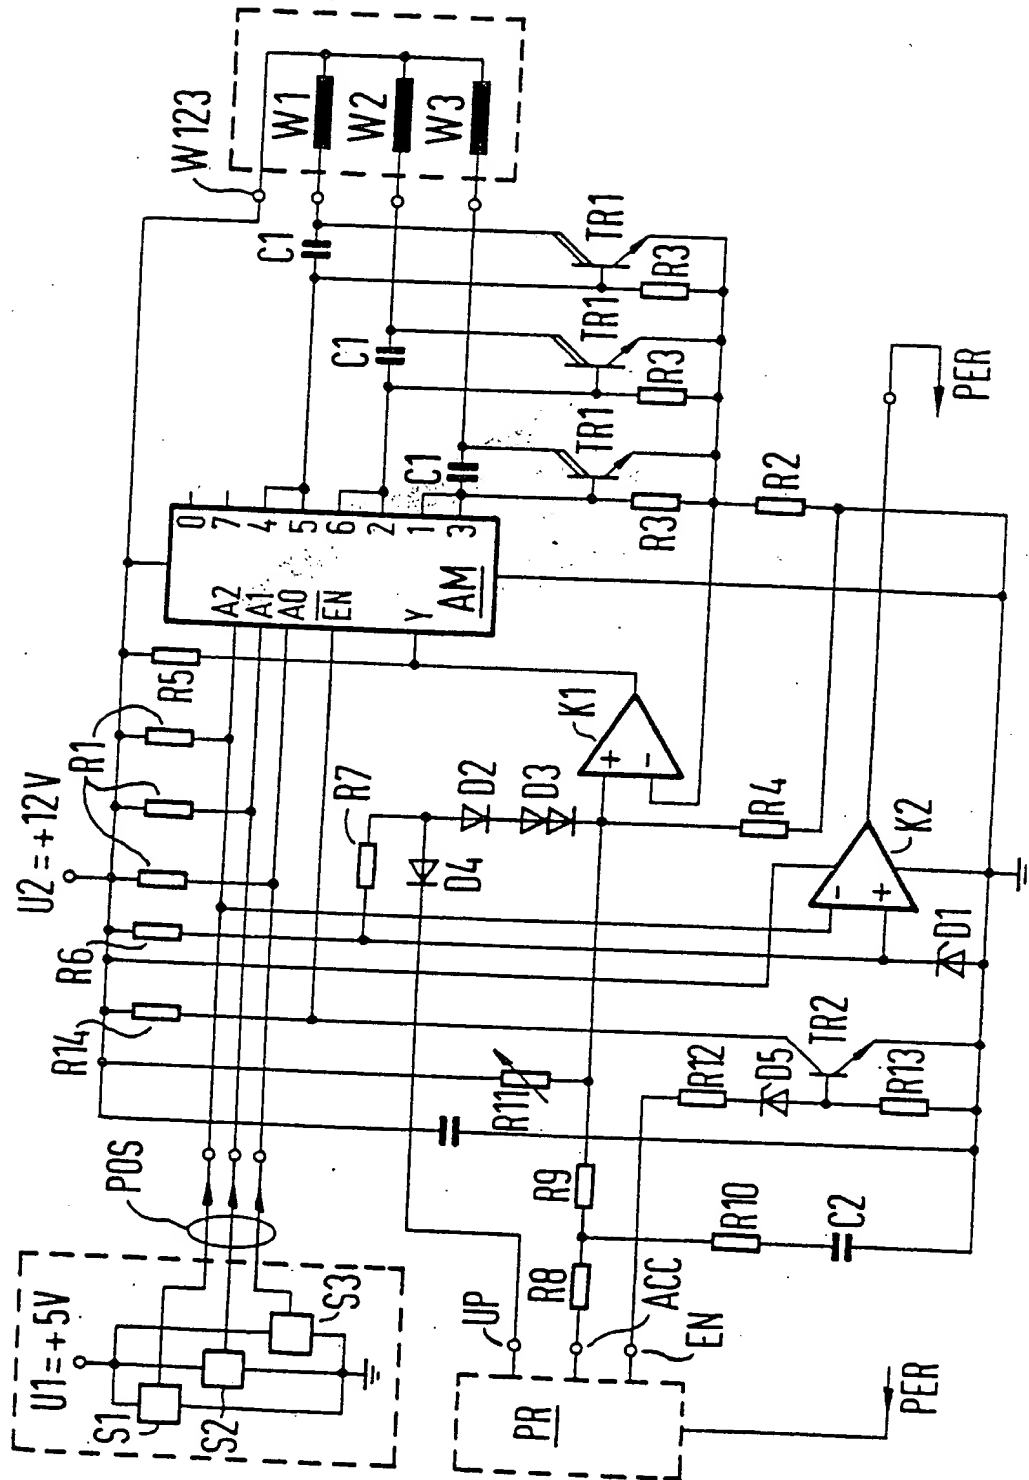 W123
W1
W2
W3
C1
C1
C1
TR1
TR1
TR1
R3
R3
R3
R2
PER
0
7
4
5
6
2
1
3
A2
A1
A0
EN
Y
AM
R5
R1
U2=+12V
R6
R14
R7
D2
D3
D4
K1
+
-
R4
K2
-
+
D1
TR2
R11
R12
D5
R13
POS
U1=+5V
S1
S2
S3
R9
R8
R10
C2
UP
ACC
EN
PR
PER